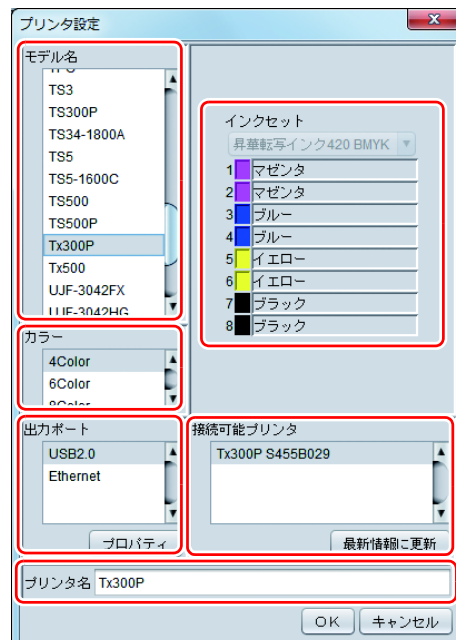 プリンタ設定
モデル名
TS3
TS300P
TS34-1800A
TS5
TS5-1600C
TS500
TS500P
Tx300P
Tx500
UJF-3042FX
UJF-3042HG
インクセット
昇華転写インク420 BMYK
1 マゼンタ
2 マゼンタ
3 ブルー
4 ブルー
5 イエロー
6 イエロー
7 ブラック
8 ブラック
カラー
4Color
6Color
8Color
出力ポート
USB2.0
Ethernet
プロパティ
接続可能プリンタ
Tx300P S455B029
最新情報に更新
プリンタ名 Tx300P
OK キャンセル